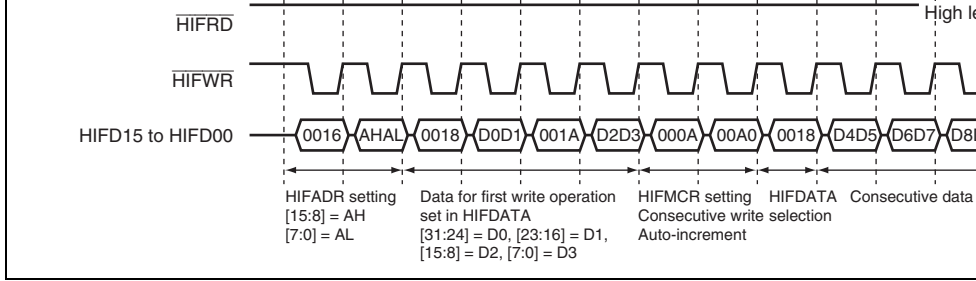 HIFRD
High
HIFWR
HIFD15 to HIFD00
0016 AHAL 0018 D0D1 001A D2D3 000A 00A0 0018 D4D5 D6D7
HIFADR setting
[15:8] = AH
[7:0] = AL
Data for first write operation
set in HIFDATA
[31:24] = D0, [23:16] = D1,
[15:8] = D2, [7:0] = D3
HIFMCR setting
Consecutive write
Auto-increment
HIFDATA
selection
Consecutive data